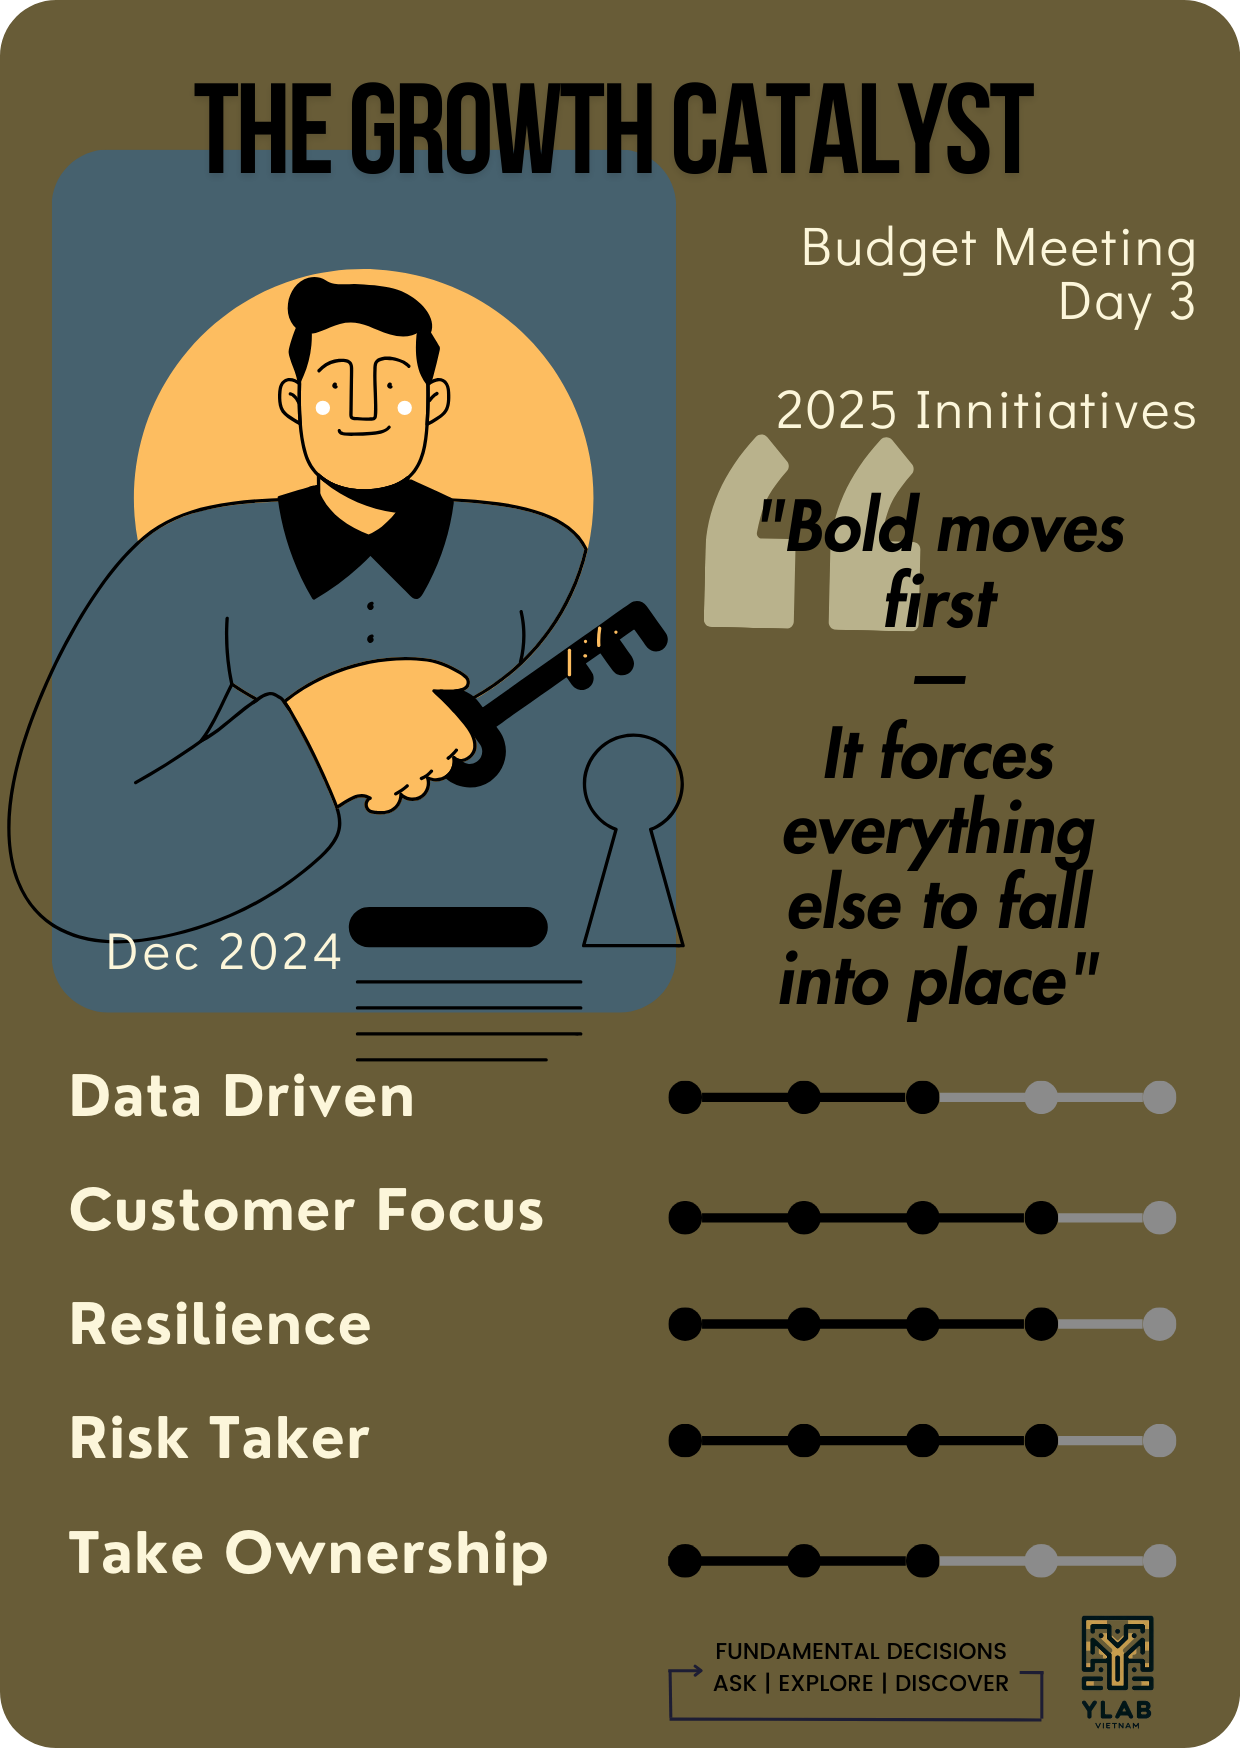 THE GROWTH CATALYST
Budget Meeting
Day 3
2025 Innitiatives
"Bold moves
first
—
It forces
everything
else to fall
into place"
Dec 2024
Data Driven
Customer Focus
Resilience
Risk Taker
Take Ownership
FUNDAMENTAL DECISIONS
ASK | EXPLORE | DISCOVER
YLAB
VIETNAM